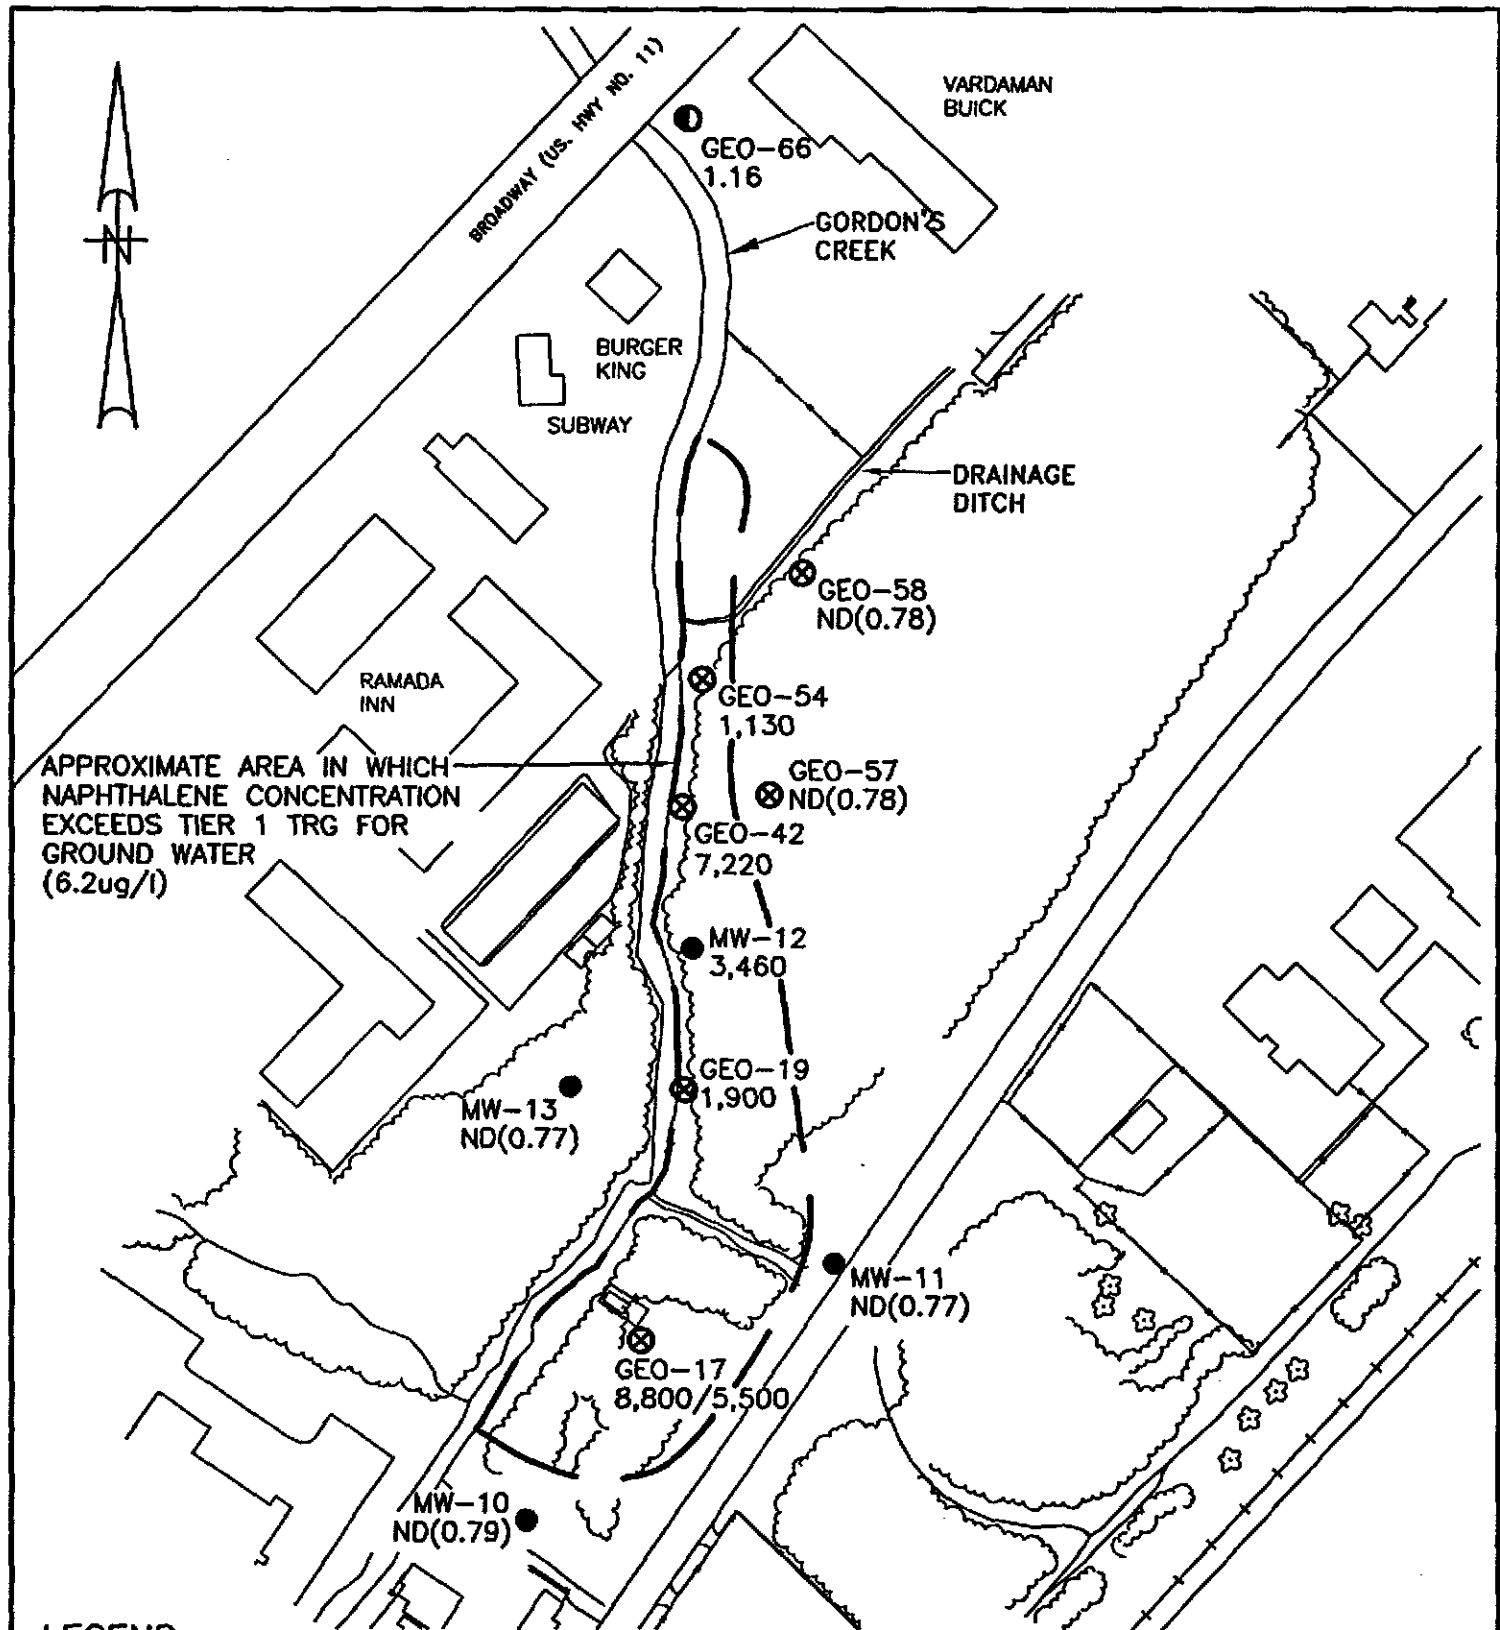 VARDAMAN
BUICK
BROADWAY (US. HWY NO. 11)
GEO-66
1.16
N
GORDON'S
CREEK
BURGER
KING
SUBWAY
DRAINAGE
DITCH
GEO-58
ND(0.78)
RAMADA
INN
GEO-54
1,130
APPROXIMATE AREA IN WHICH
NAPHTHALENE CONCENTRATION
EXCEEDS TIER 1 TRG FOR
GROUND WATER
(6.2ug/l)
GEO-57
ND(0.78)
GEO-42
7,220
MW-12
3,460
GEO-19
1,900
MW-13
ND(0.77)
MW-11
ND(0.77)
GEO-17
8,800/5,500
MW-10
ND(0.79)
LEGEND